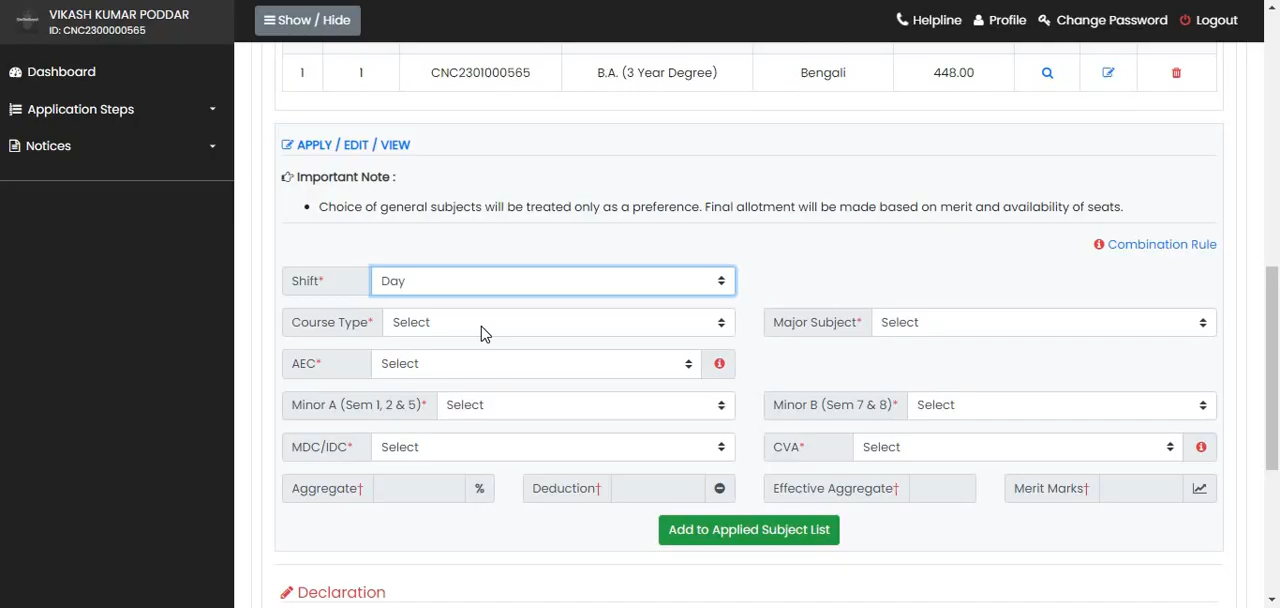 VIKASH KUMAR PODDAR
ID: CNC2300000565
Show / Hide
Helpline
Profile
Change Password
Logout
Dashboard
Application Steps
Notices
1 1 CNC2301000565 B.A. (3 Year Degree) Bengali 448.00
APPLY / EDIT / VIEW
Important Note :
Choice of general subjects will be treated only as a preference. Final allotment will be made based on merit and availability of seats.
Combination Rule
Shift* Day
Course Type* Select Major Subject* Select
AEC* Select
Minor A (Sem 1, 2 & 5)* Select Minor B (Sem 7 & 8)* Select
MDC/IDC* Select CVA* Select
Aggregate† % Deduction† Effective Aggregate† Merit Marks†
Add to Applied Subject List
Declaration